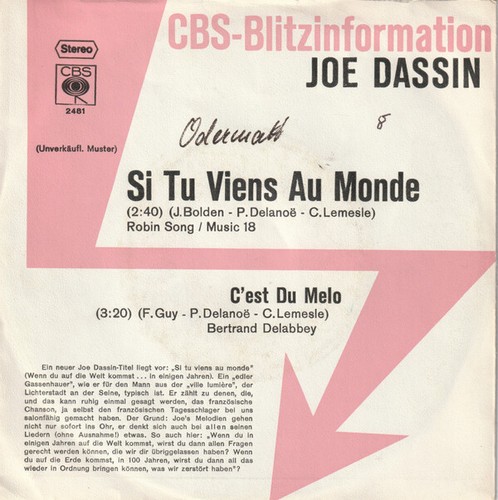 CBS-Blitzinformation
JOE DASSIN
Stereo
CBS
2461
Odermatt 8
(Unverkäufl. Muster)
Si Tu Viens Au Monde
(2:40) (J. Bolden - P. Delanoë - C. Lemesle)
Robin Song / Music 18
C'est Du Melo
(3:20) (F. Guy - P. Delanoë - C. Lemesle)
Bertrand Delabbey
Ein neuer Joe Dassin-Titel liegt vor: „Si tu viens au monde"
(Wenn du auf die Welt kommst ... in einigen Jahren). Ein „edler
Gassenhauer", wie er für den Mann aus der „ville lumière", der
Lichterstadt an der Seine, typisch ist. Er zählt zu denen, die,
und das kann ruhig einmal gesagt werden, das französische
Chanson, ja selbst den französischen Tagesschlager bei uns
salonfähig gemacht haben. Der Grund: Joe's Melodien gehen
nicht nur sofort ins Ohr, er denkt sich auch bei allen seinen
Liedern (ohne Ausnahme!) etwas. So auch hier: „Wenn du in
einigen Jahren auf die Welt kommst, wirst du dann allen Fragen
gerecht werden können, die wir dir übriggelassen haben? Wenn
du auf die Erde kommst, in 100 Jahren, wirst du dann all das
wieder in Ordnung bringen können, was wir zerstört haben"?